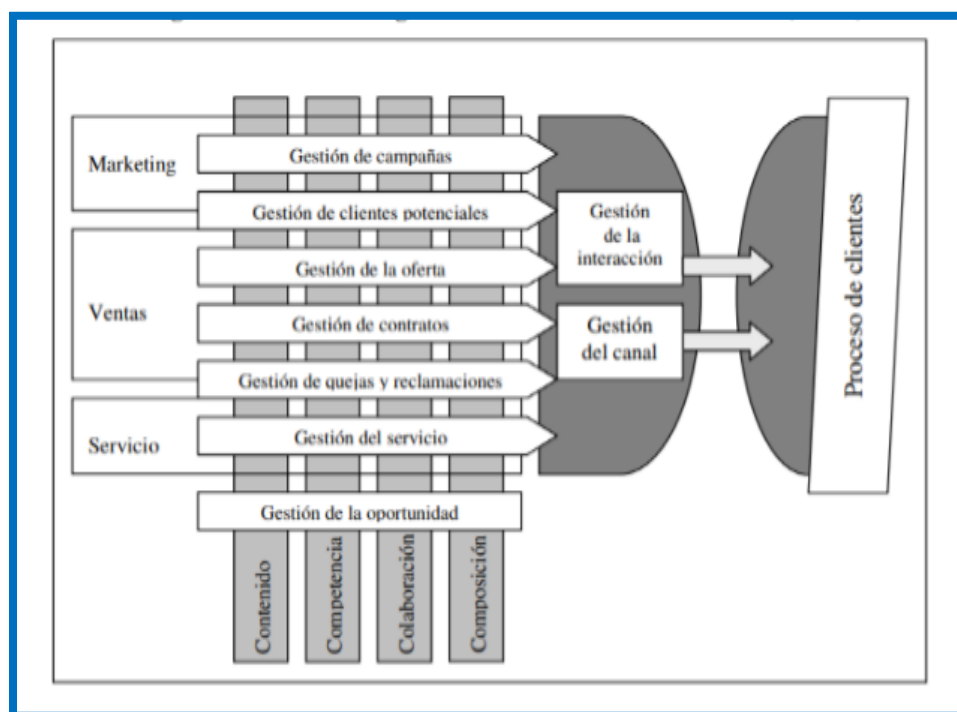 Marketing
Gestión de campañas
Gestión de clientes potenciales
Gestión
de la
interacción
Gestión de la oferta
Ventas
Gestión de contratos
Gestión
del canal
Gestión de quejas y reclamaciones
Servicio
Gestión del servicio
Gestión de la oportunidad
Contenido
Competencia
Colaboración
Composición
Proceso de clientes